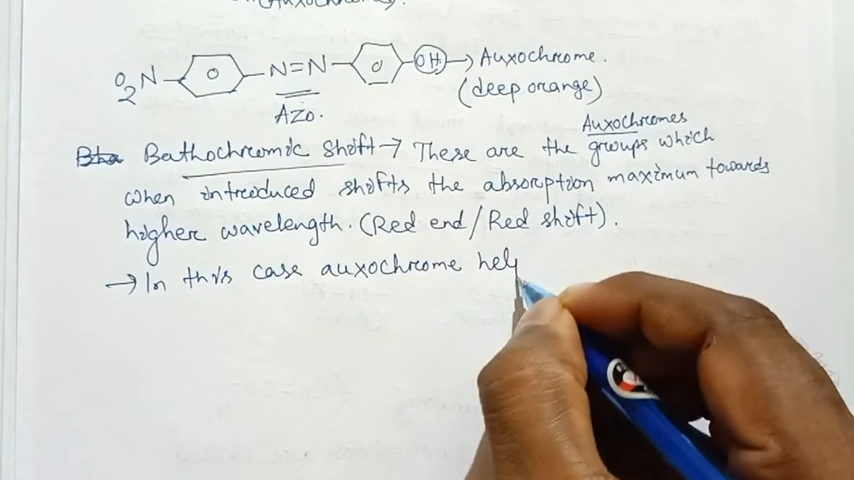 (Auxochromes).
O2N N=N OH → Auxochrome.
Azo. (deep orange)
Bathochromic shift → These are the Auxochromes groups which
when introduced shifts the absorption maximum towards
higher wavelength. (Red end/Red shift).
→ In this case auxochrome hel